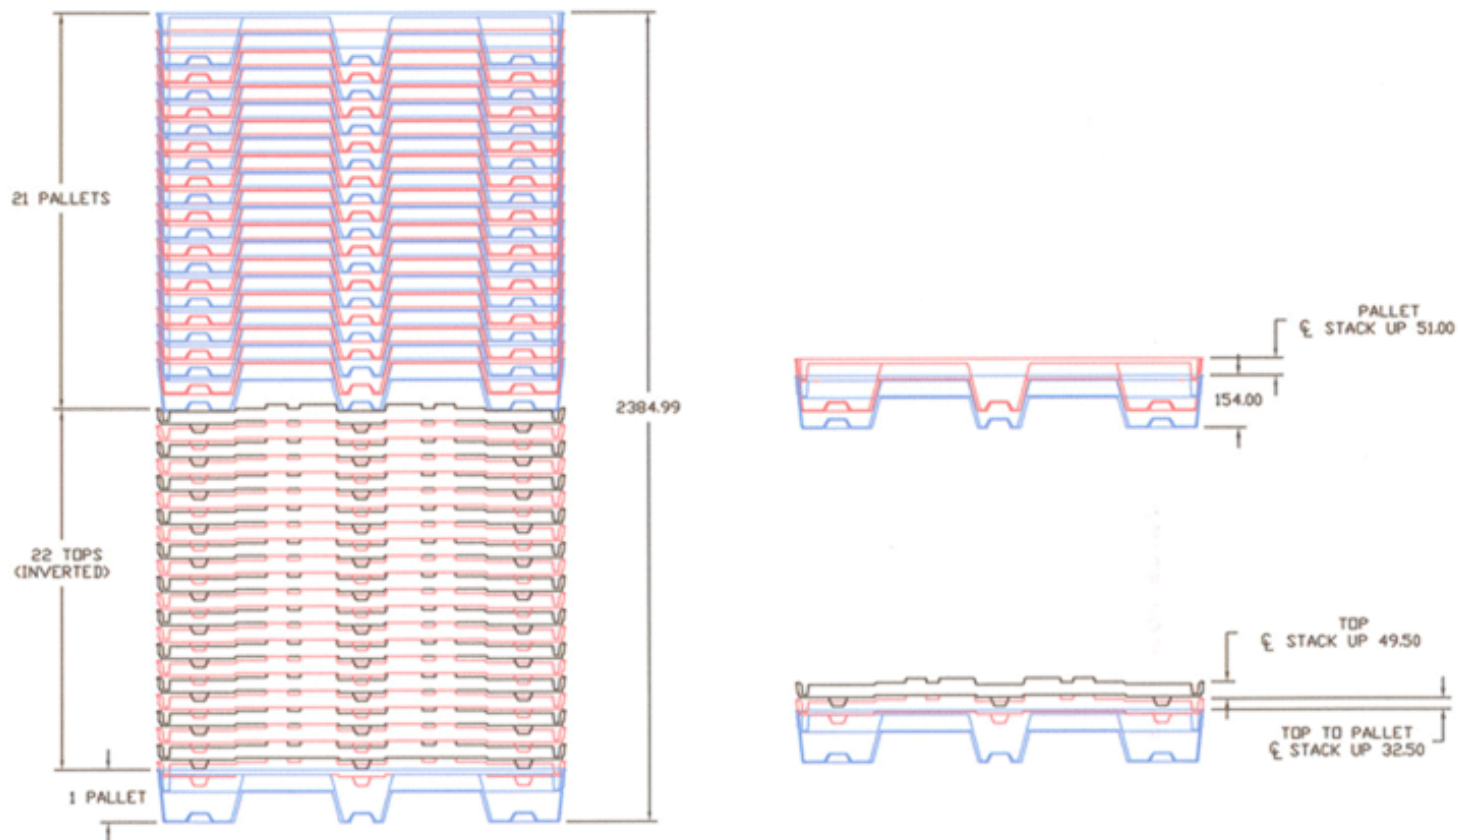 21 PALLETS
2384.99
22 TOPS
(INVERTED)
1 PALLET
PALLET
℄ STACK UP 51.00
154.00
TOP
℄ STACK UP 49.50
TOP TO PALLET
℄ STACK UP 32.50